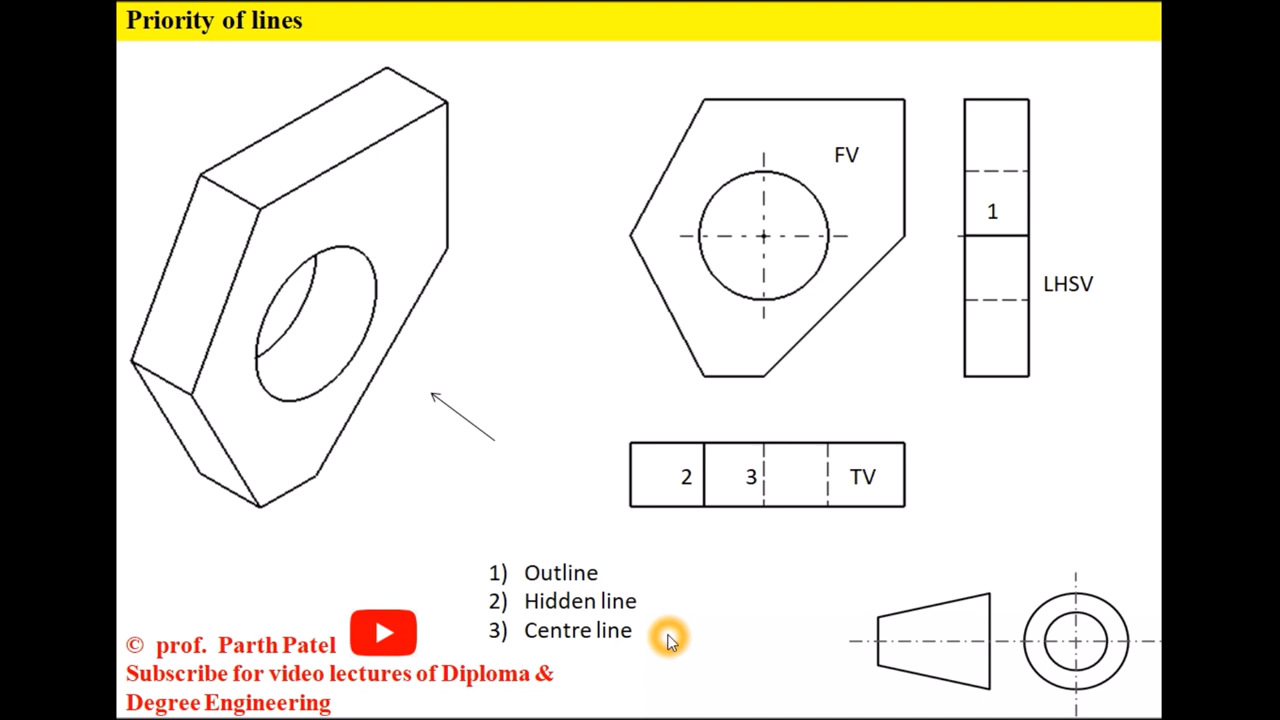 Priority of lines
FV
1
LHSV
2
3
TV
1) Outline
2) Hidden line
3) Centre line
© prof. Parth Patel
Subscribe for video lectures of Diploma &
Degree Engineering